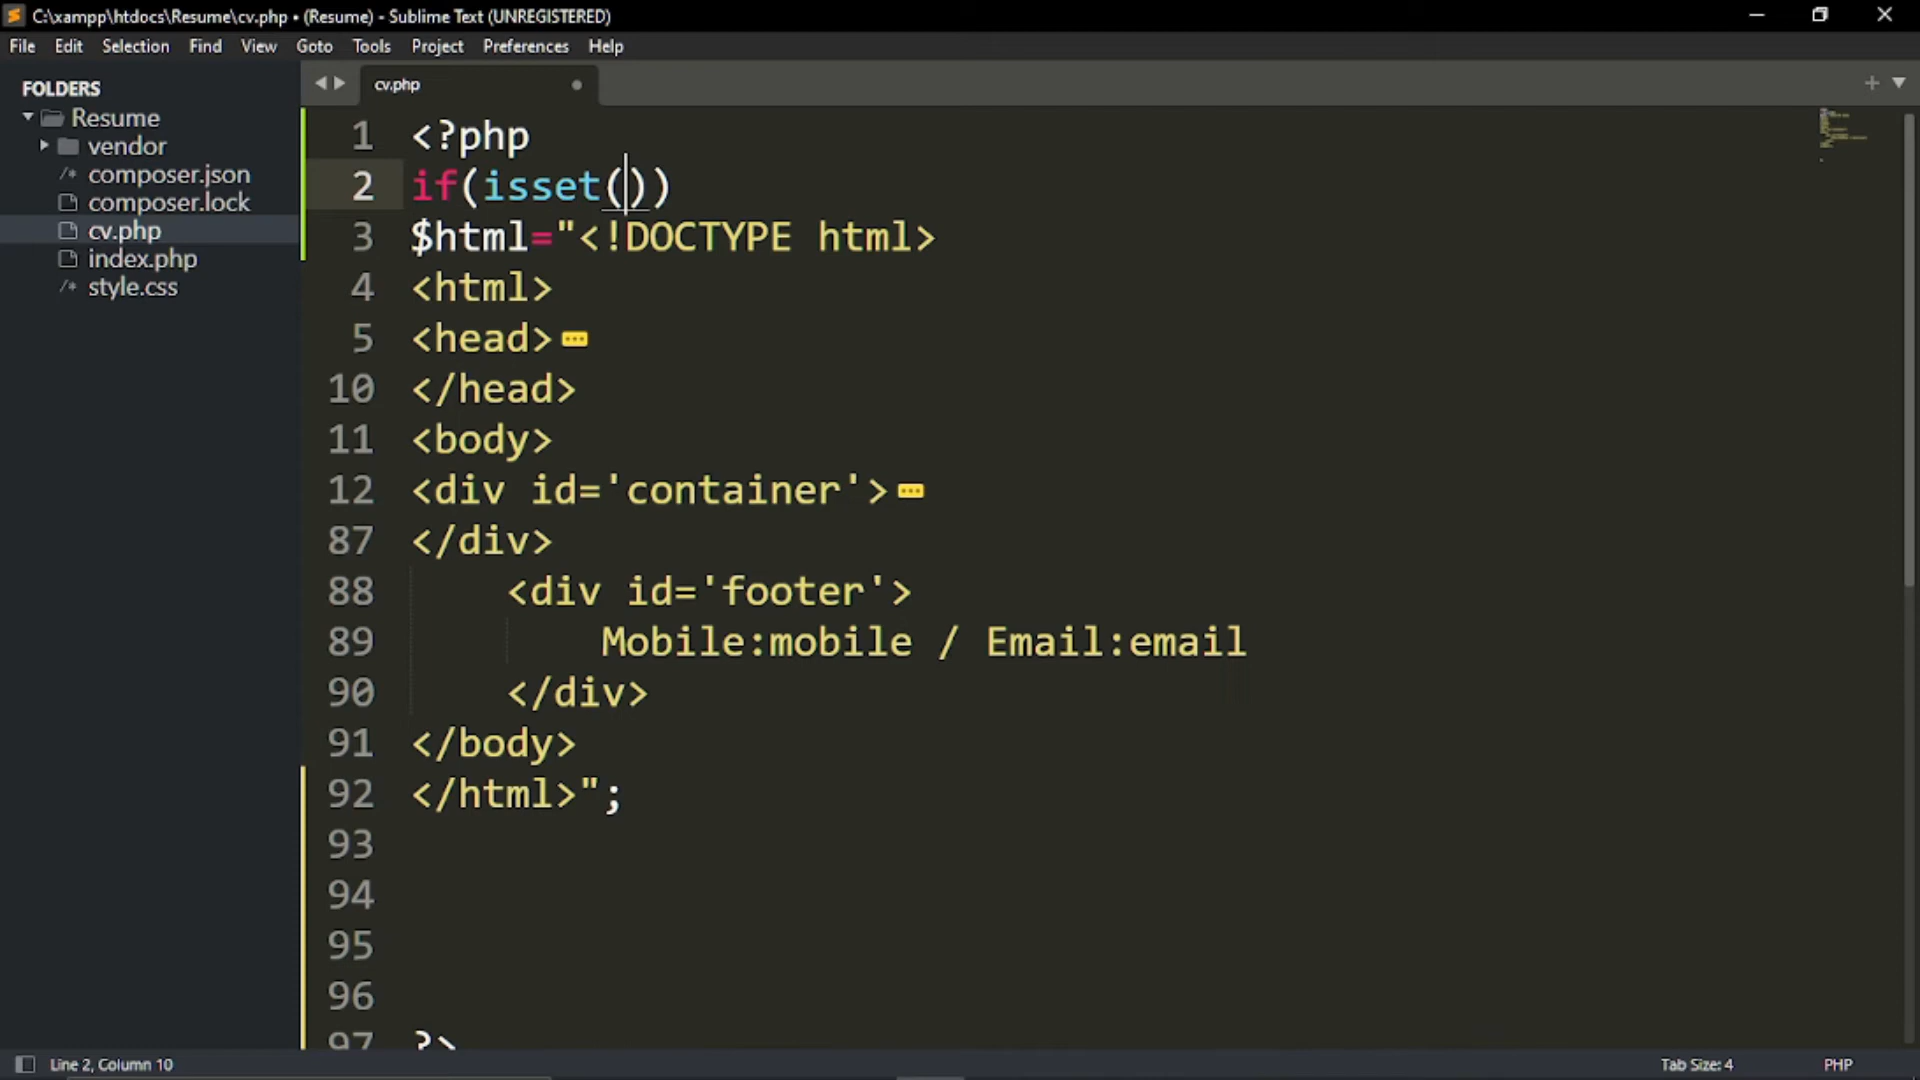 C:\xampp\htdocs\Resume\cv.php • (Resume) - Sublime Text (UNREGISTERED)
File Edit Selection Find View Goto Tools Project Preferences Help
FOLDERS
Resume
vendor
composer.json
composer.lock
cv.php
index.php
style.css
cv.php
1 <?php
2 if(isset())
3 $html="<!DOCTYPE html>
4 <html>
5 <head>
10 </head>
11 <body>
12 <div id='container'>
87 </div>
88 <div id='footer'>
89 Mobile:mobile / Email:email
90 </div>
91 </body>
92 </html>";
93
94
95
96
97 ?>
Line 2, Column 10
Tab Size: 4
PHP